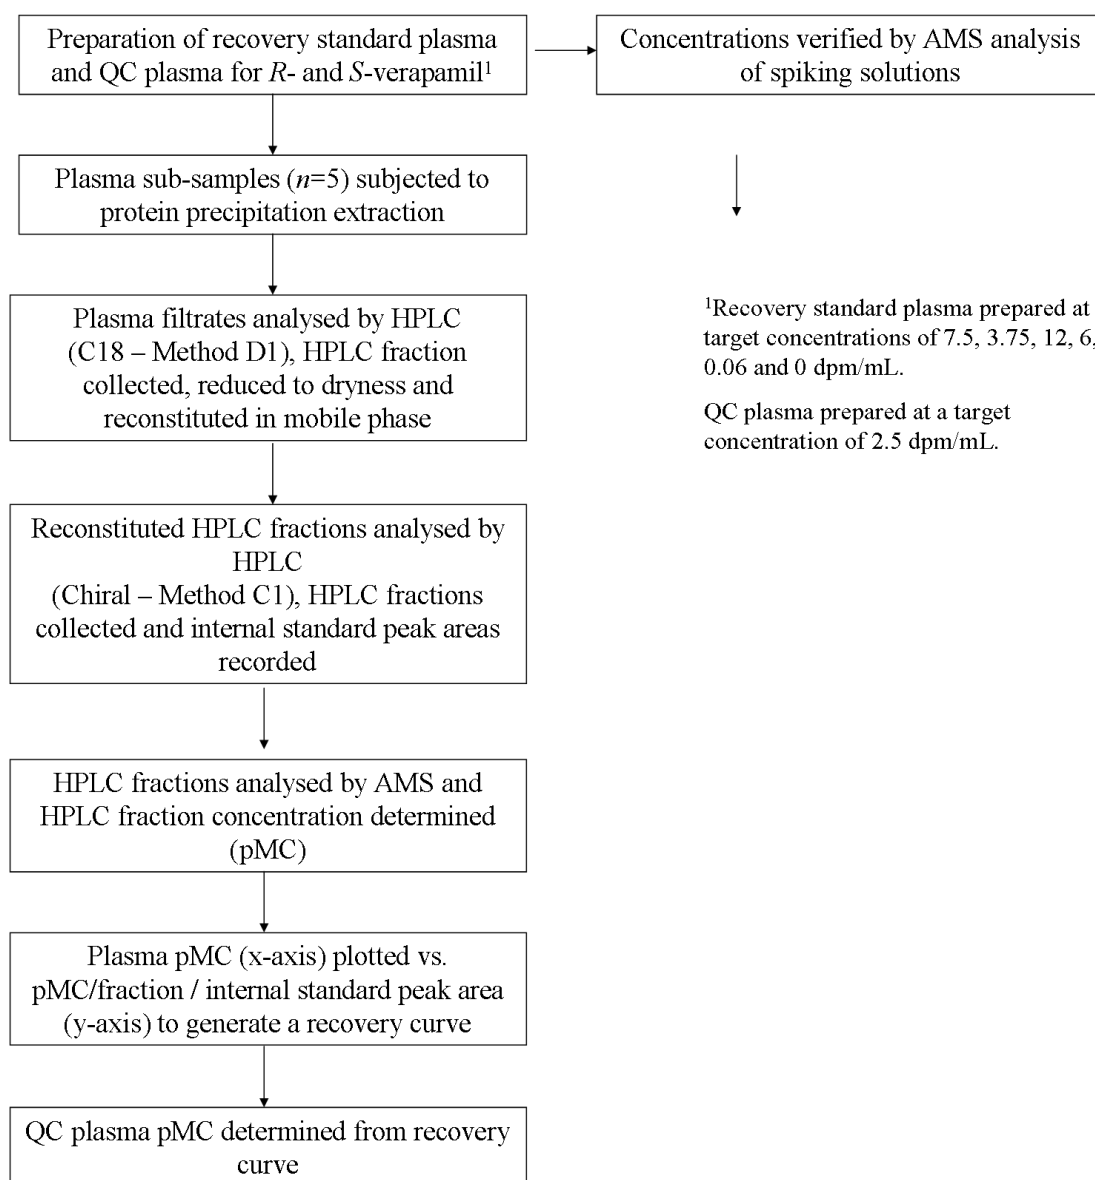 Preparation of recovery standard plasma
and QC plasma for R- and S-verapamil¹
Concentrations verified by AMS analysis
of spiking solutions
Plasma sub-samples (n=5) subjected to
protein precipitation extraction
Plasma filtrates analysed by HPLC
(C18 – Method D1), HPLC fraction
collected, reduced to dryness and
reconstituted in mobile phase
¹Recovery standard plasma prepared at
target concentrations of 7.5, 3.75, 12, 6,
0.06 and 0 dpm/mL.
QC plasma prepared at a target
concentration of 2.5 dpm/mL.
Reconstituted HPLC fractions analysed by
HPLC
(Chiral – Method C1), HPLC fractions
collected and internal standard peak areas
recorded
HPLC fractions analysed by AMS and
HPLC fraction concentration determined
(pMC)
Plasma pMC (x-axis) plotted vs.
pMC/fraction / internal standard peak area
(y-axis) to generate a recovery curve
QC plasma pMC determined from recovery
curve